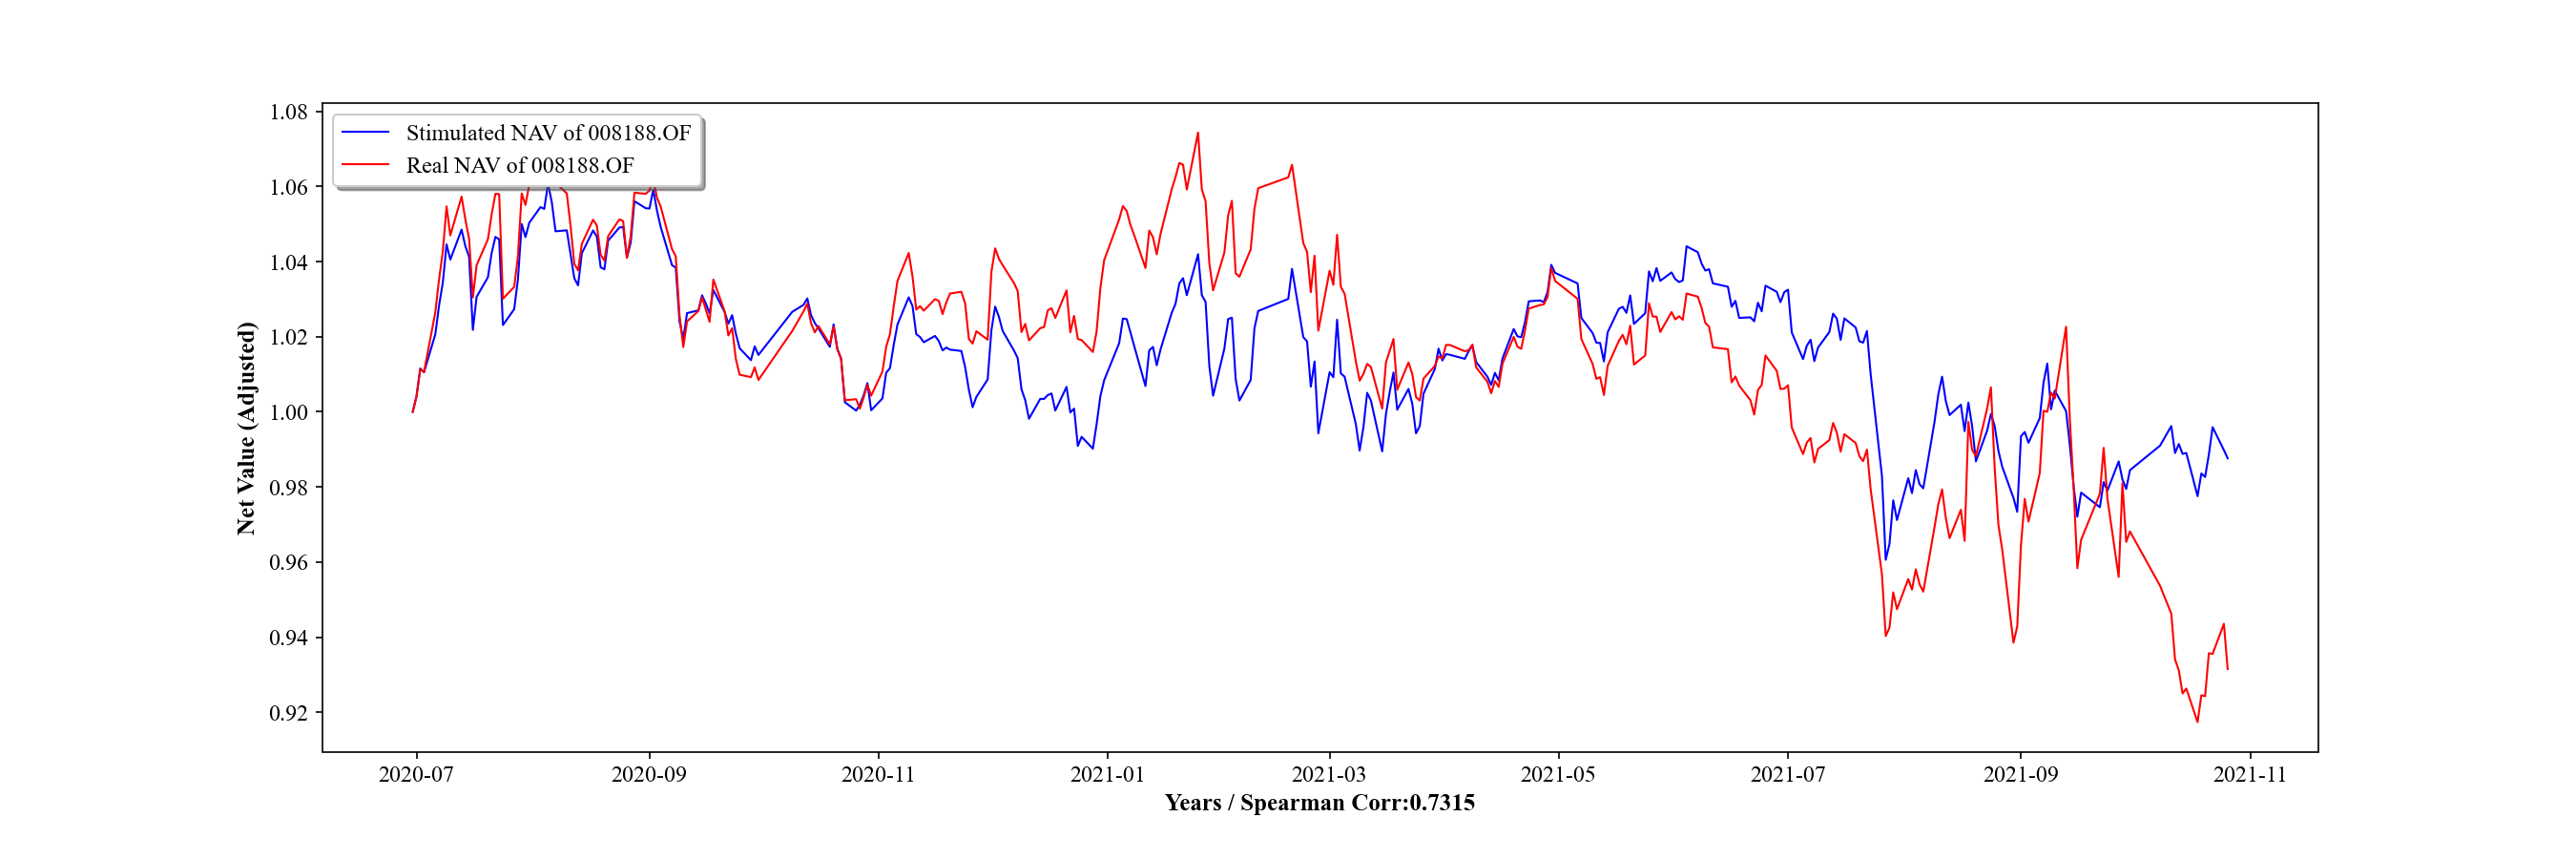 Stimulated NAV of 008188.OF
Real NAV of 008188.OF
Net Value (Adjusted)
1.08
1.06
1.04
1.02
1.00
0.98
0.96
0.94
0.92
2020-07 2020-09 2020-11 2021-01 2021-03 2021-05 2021-07 2021-09 2021-11
Years / Spearman Corr:0.7315